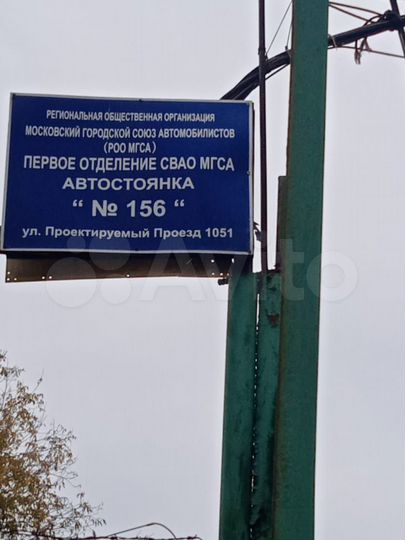 РЕГИОНАЛЬНАЯ ОБЩЕСТВЕННАЯ ОРГАНИЗАЦИЯ
МОСКОВСКИЙ ГОРОДСКОЙ СОЮЗ АВТОМОБИЛИСТОВ
(РОО МГСА)
ПЕРВОЕ ОТДЕЛЕНИЕ СВАО МГСА
АВТОСТОЯНКА
“ № 156 “
ул. Проектируемый Проезд 1051
Avito